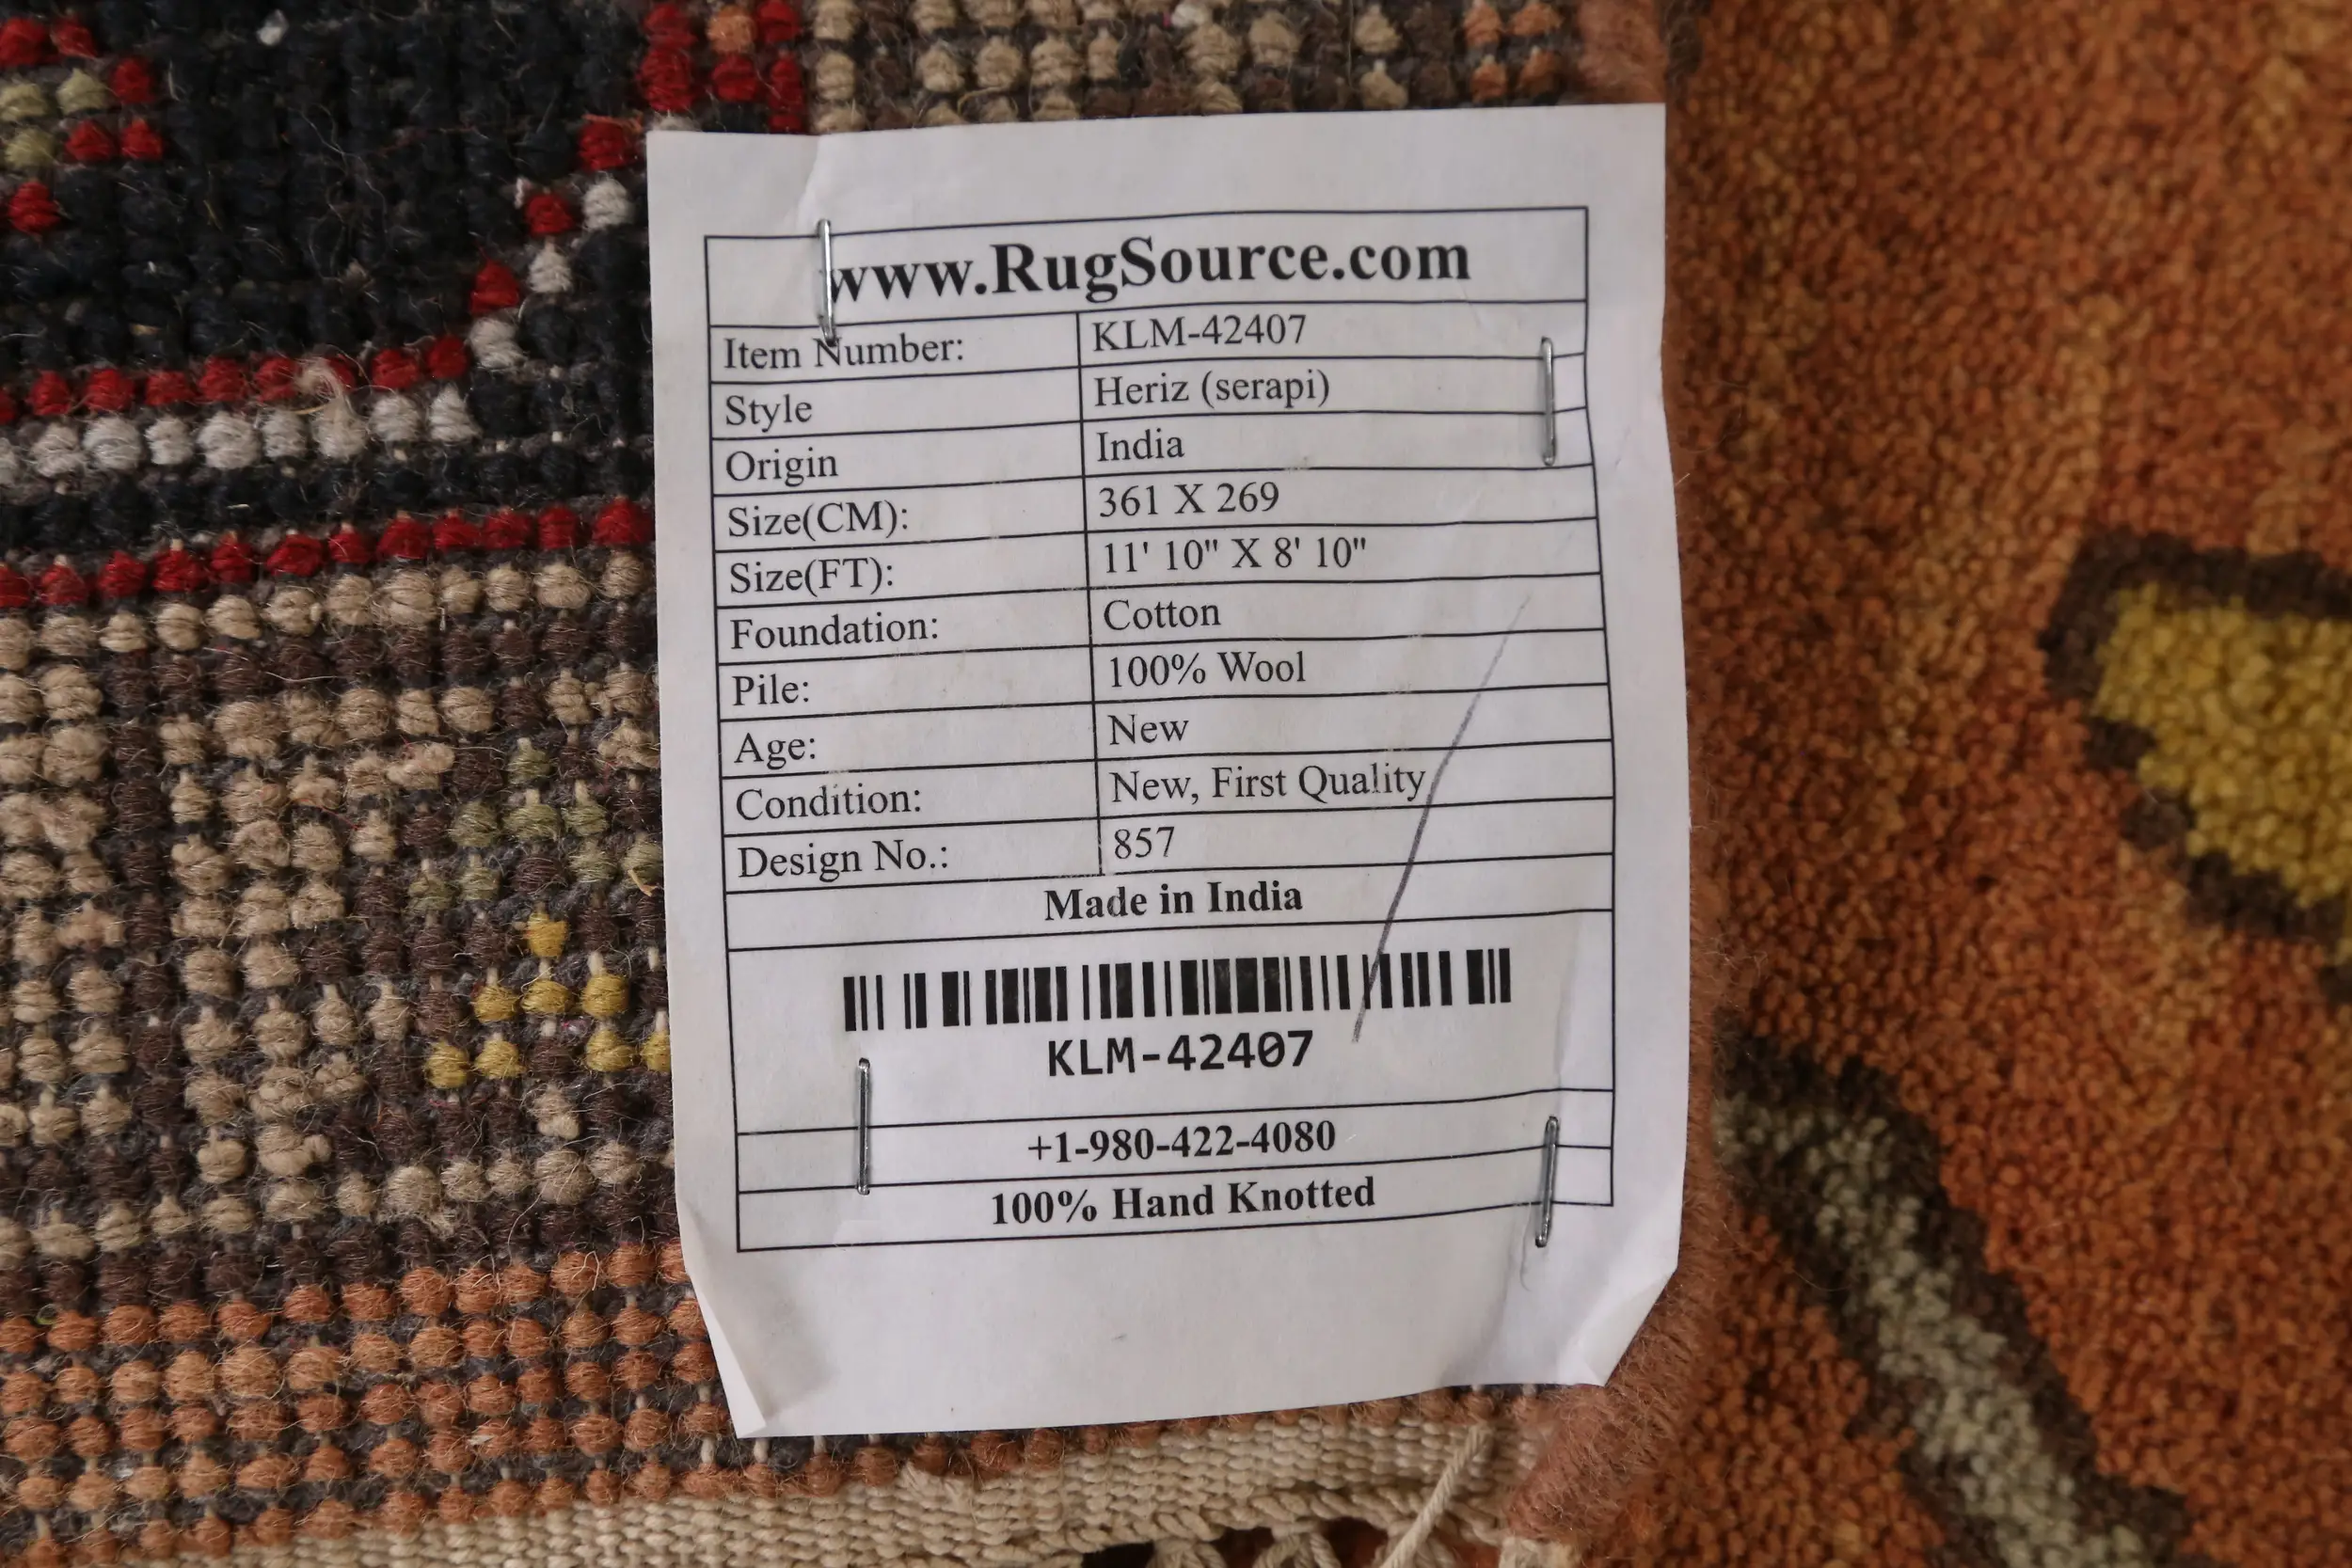 www.RugSource.com
Item Number: KLM-42407
Style Heriz (serapi)
Origin India
Size(CM): 361 X 269
Size(FT): 11' 10" X 8' 10"
Foundation: Cotton
Pile: 100% Wool
Age: New
Condition: New, First Quality
Design No.: 857
Made in India
KLM-42407
+1-980-422-4080
100% Hand Knotted